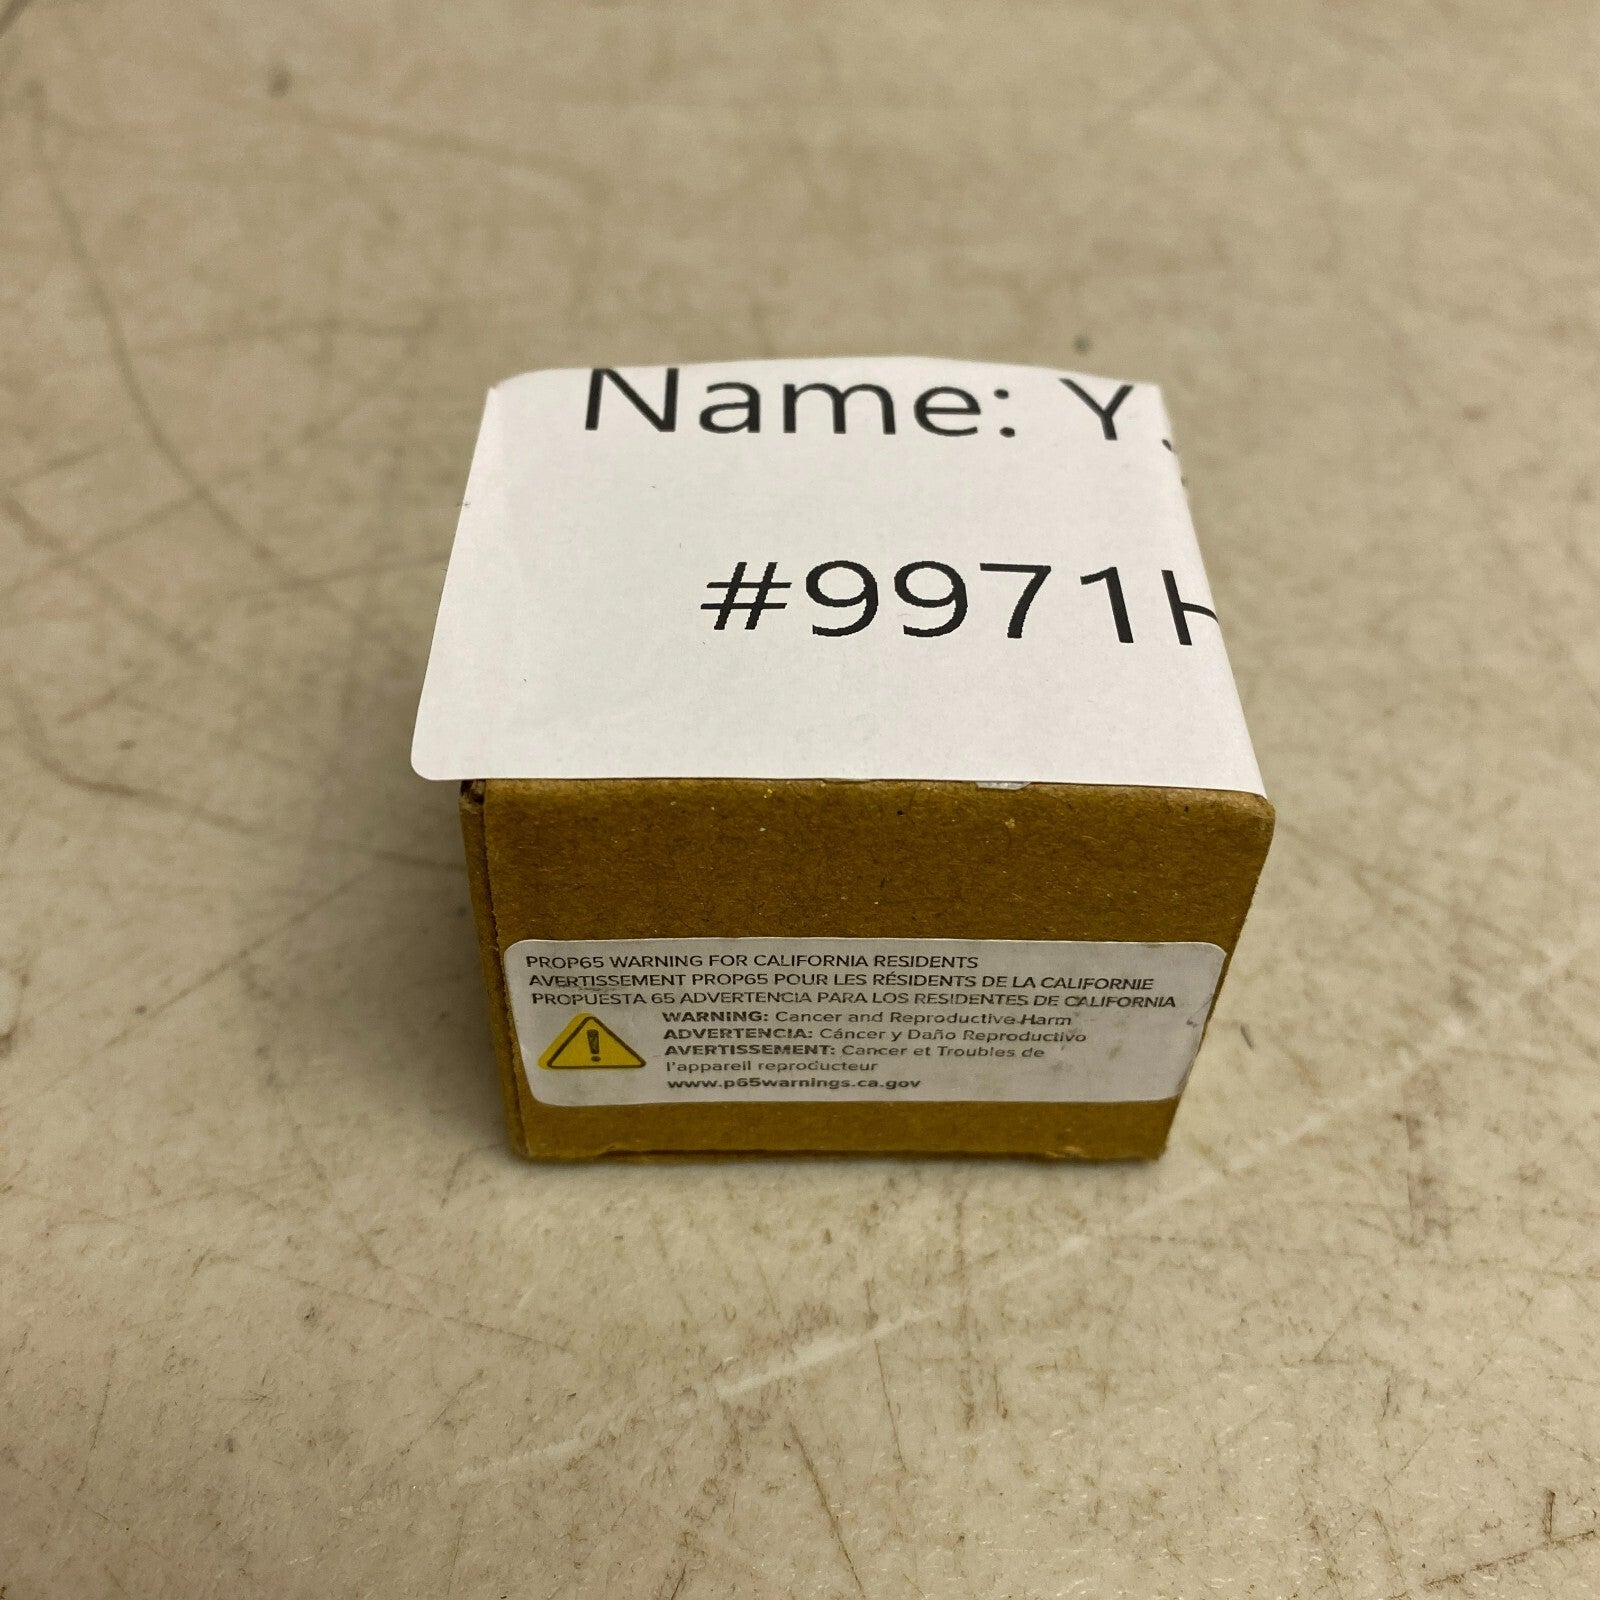 Name: Y
#9971H
PROP65 WARNING FOR CALIFORNIA RESIDENTS
AVERTISSEMENT PROP65 POUR LES RÉSIDENTS DE LA CALIFORNIE
PROPUESTA 65 ADVERTENCIA PARA LOS RESIDENTES DE CALIFORNIA
WARNING: Cancer and Reproductive Harm
ADVERTENCIA: Cáncer y Daño Reproductivo
AVERTISSEMENT: Cancer et Troubles de
l'appareil reproducteur
www.p65warnings.ca.gov